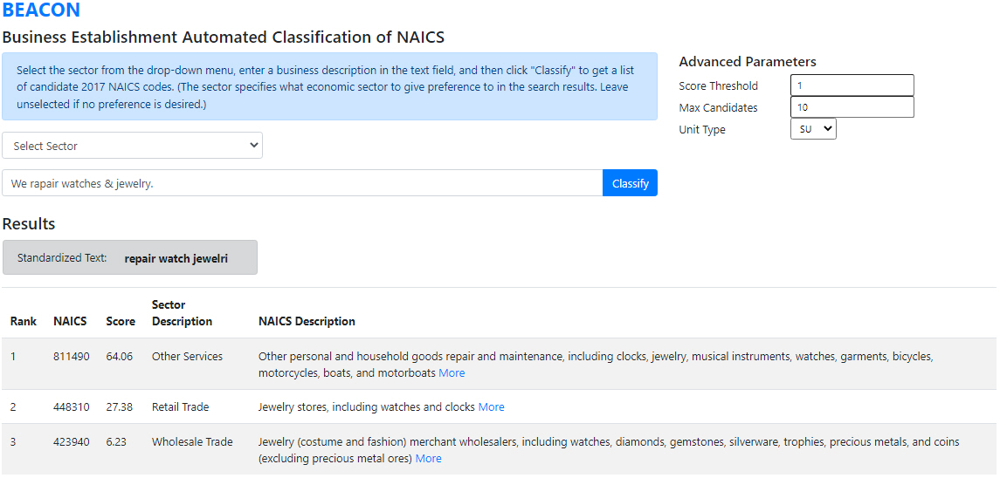 BEACON
Business Establishment Automated Classification of NAICS
Select the sector from the drop-down menu, enter a business description in the text field, and then click "Classify" to get a list
of candidate 2017 NAICS codes. (The sector specifies what economic sector to give preference to in the search results. Leave
unselected if no preference is desired.)
Advanced Parameters
Score Threshold 1
Max Candidates 10
Unit Type SU
Select Sector
We rapair watches & jewelry. Classify
Results
Standardized Text: repair watch jewelri
Rank NAICS Score Sector Description NAICS Description
1 811490 64.06 Other Services Other personal and household goods repair and maintenance, including clocks, jewelry, musical instruments, watches, garments, bicycles,
motorcycles, boats, and motorboats More
2 448310 27.38 Retail Trade Jewelry stores, including watches and clocks More
3 423940 6.23 Wholesale Trade Jewelry (costume and fashion) merchant wholesalers, including watches, diamonds, gemstones, silverware, trophies, precious metals, and coins
(excluding precious metal ores) More